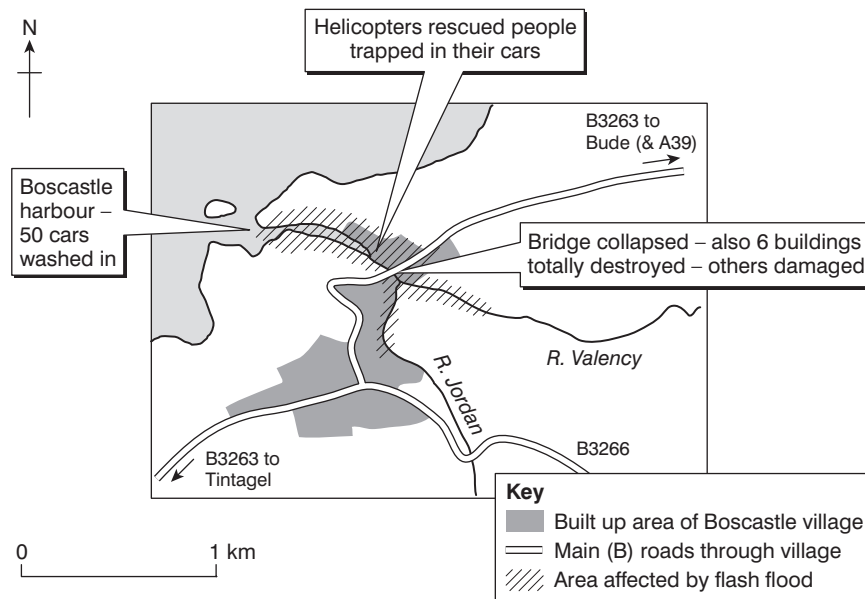 N
Helicopters rescued people
trapped in their cars
B3263 to
Bude (& A39)
Boscastle
harbour –
50 cars
washed in
Bridge collapsed – also 6 buildings
totally destroyed – others damaged
R. Valency
R. Jordan
B3266
B3263 to
Tintagel
Key
Built up area of Boscastle village
Main (B) roads through village
Area affected by flash flood
0 1 km